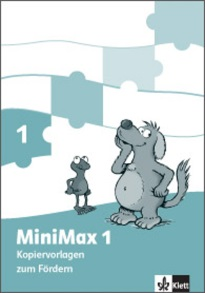 1
MiniMax 1
Kopiervorlagen
zum Fördern
Klett